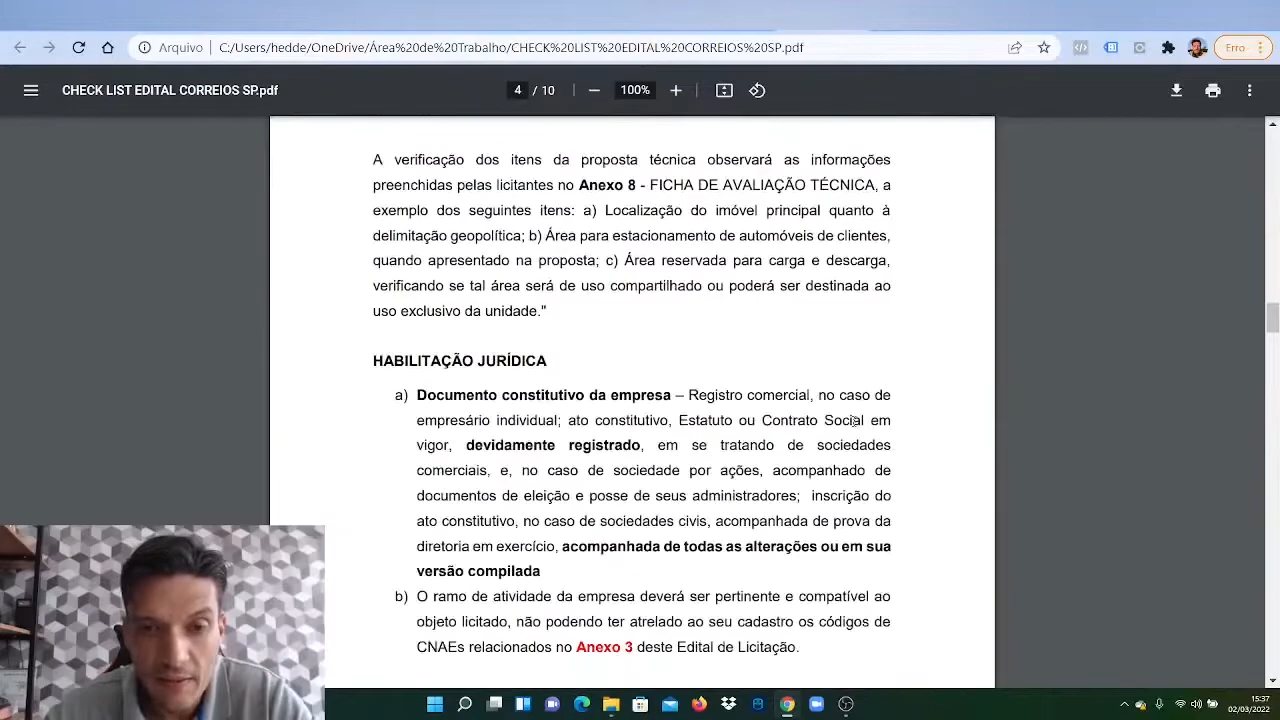 Arquivo
C:/Users/hedde/OneDrive/Área%20de%20Trabalho/CHECK%20LIST%20EDITAL%20CORREIOS%20SP.pdf
Erro
CHECK LIST EDITAL CORREIOS SP.pdf
4 / 10
100%
A verificação dos itens da proposta técnica observará as informações
preenchidas pelas licitantes no Anexo 8 - FICHA DE AVALIAÇÃO TÉCNICA, a
exemplo dos seguintes itens: a) Localização do imóvel principal quanto à
delimitação geopolítica; b) Área para estacionamento de automóveis de clientes,
quando apresentado na proposta; c) Área reservada para carga e descarga,
verificando se tal área será de uso compartilhado ou poderá ser destinada ao
uso exclusivo da unidade."
HABILITAÇÃO JURÍDICA
a) Documento constitutivo da empresa – Registro comercial, no caso de
empresário individual; ato constitutivo, Estatuto ou Contrato Social em
vigor, devidamente registrado, em se tratando de sociedades
comerciais, e, no caso de sociedade por ações, acompanhado de
documentos de eleição e posse de seus administradores; inscrição do
ato constitutivo, no caso de sociedades civis, acompanhada de prova da
diretoria em exercício, acompanhada de todas as alterações ou em sua
versão compilada
b) O ramo de atividade da empresa deverá ser pertinente e compatível ao
objeto licitado, não podendo ter atrelado ao seu cadastro os códigos de
CNAEs relacionados no Anexo 3 deste Edital de Licitação.
15:37
02/03/2022